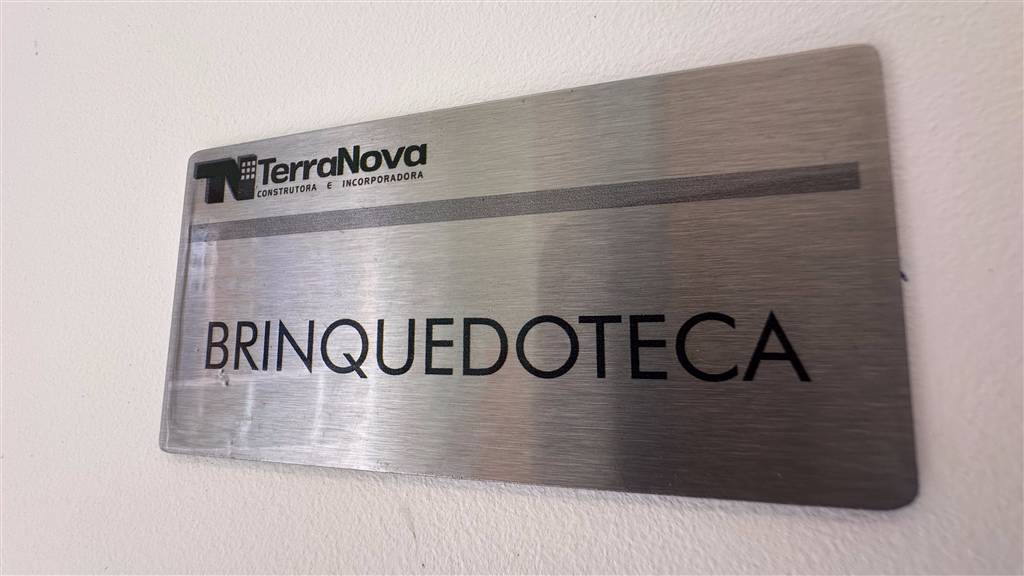 TN TerraNova
CONSTRUTORA E INCORPORADORA
BRINQUEDOTECA